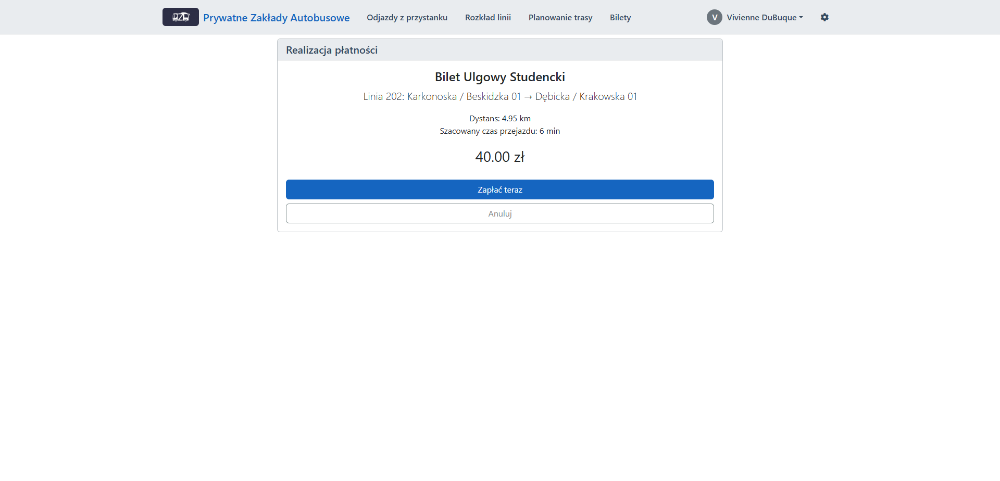 PZA Prywatne Zakłady Autobusowe Odjazdy z przystanku Rozkład linii Planowanie trasy Bilety V Vivienne DuBuque
Realizacja płatności
Bilet Ulgowy Studencki
Linia 202: Karkonoska / Beskidzka 01 → Dębicka / Krakowska 01
Dystans: 4.95 km
Szacowany czas przejazdu: 6 min
40.00 zł
Zapłać teraz
Anuluj